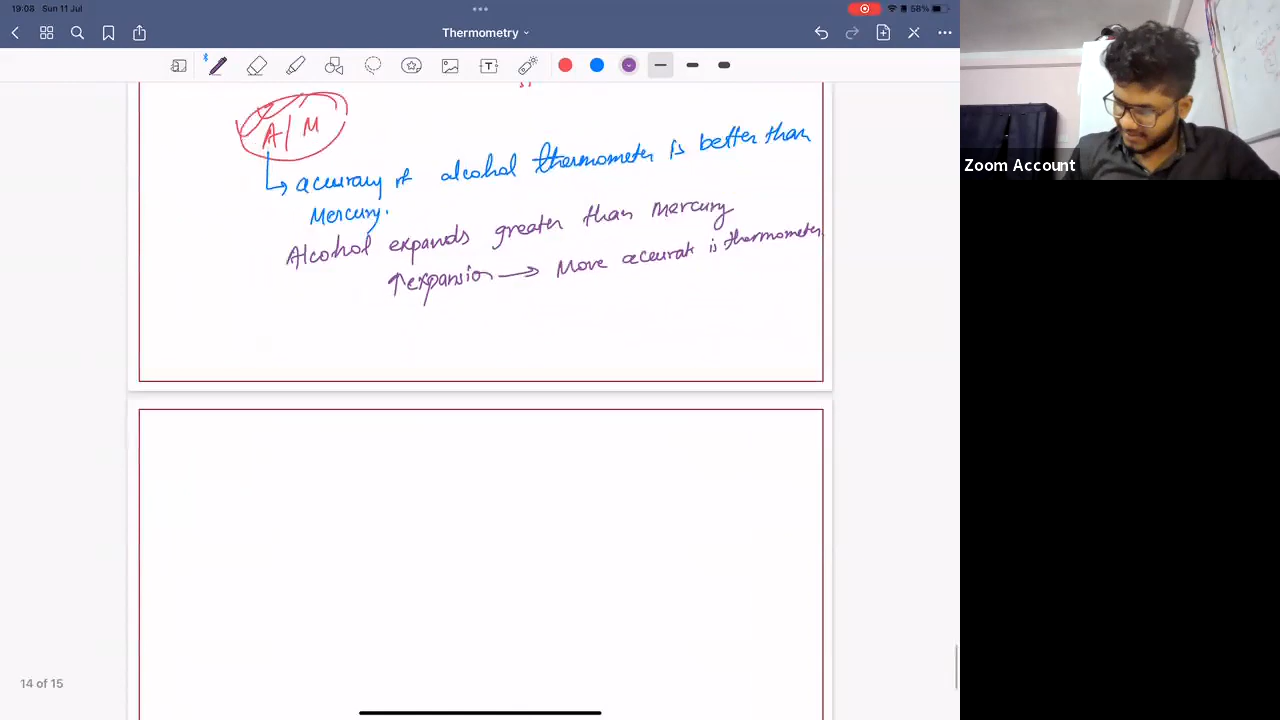 19:08 Sun 11 Jul
58%
Thermometry
A/M
accuracy of alcohol thermometer is better than
Mercury.
Alcohol expands greater than Mercury
↑expansion → More accurate is thermometer.
14 of 15
Zoom Account